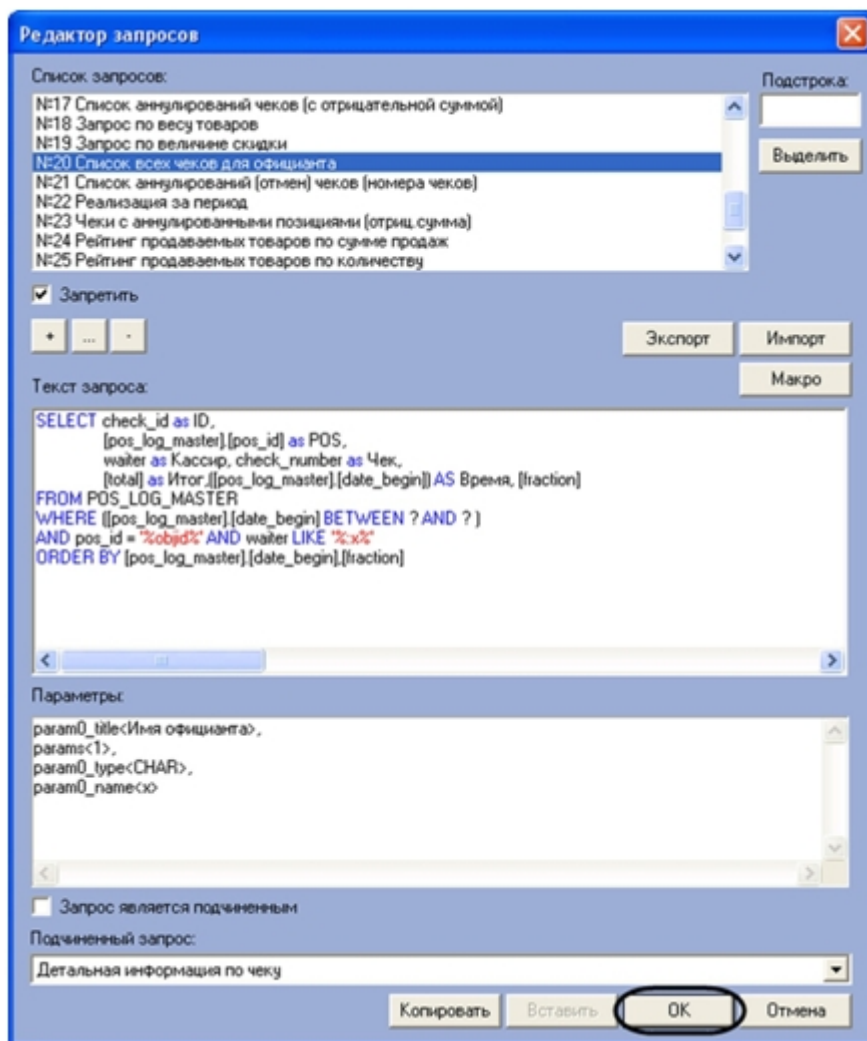 Редактор запросов
Список запросов:
Подстрока:
№17 Список аннулирований чеков (с отрицательной суммой)
№18 Запрос по весу товаров
№19 Запрос по величине скидки
№20 Список всех чеков для официанта
Выделить
№21 Список аннулирований (отмен) чеков (номера чеков)
№22 Реализация за период
№23 Чеки с аннулированными позициями (отриц.сумма)
№24 Рейтинг продаваемых товаров по сумме продаж
№25 Рейтинг продаваемых товаров по количеству
Запретить
+ ... - Экспорт Импорт
Макро
Текст запроса:
SELECT check_id as ID,
[pos_log_master].[pos_id] as POS,
waiter as Кассир, check_number as Чек,
[total] as Итог,([pos_log_master].[date_begin]) AS Время, [fraction]
FROM POS_LOG_MASTER
WHERE ([pos_log_master].[date_begin] BETWEEN ? AND ? )
AND pos_id = '%objid%' AND waiter LIKE '%:x%'
ORDER BY [pos_log_master].[date_begin],[fraction]
Параметры:
param0_title<Имя официанта>,
params<1>,
param0_type<CHAR>,
param0_name<x>
Запрос является подчиненным
Подчиненный запрос:
Детальная информация по чеку
Копировать Вставить OK Отмена